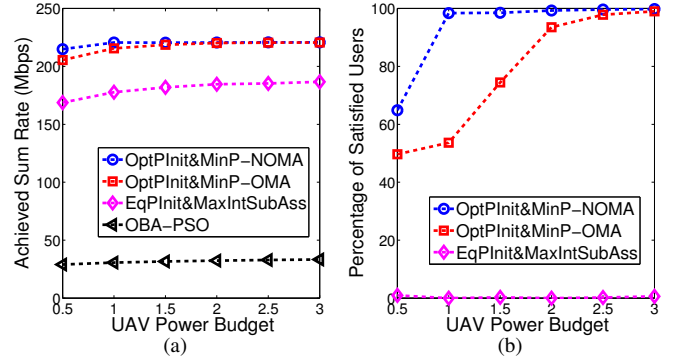 250
200
150
100
50
0
Achieved Sum Rate (Mbps)
OptPInit&MinP-NOMA
OptPInit&MinP-OMA
EqPInit&MaxIntSubAss
OBA-PSO
0.5 1 1.5 2 2.5 3
UAV Power Budget
(a)
100
80
60
40
20
0
Percentage of Satisfied Users
OptPInit&MinP-NOMA
OptPInit&MinP-OMA
EqPInit&MaxIntSubAss
0.5 1 1.5 2 2.5 3
UAV Power Budget
(b)